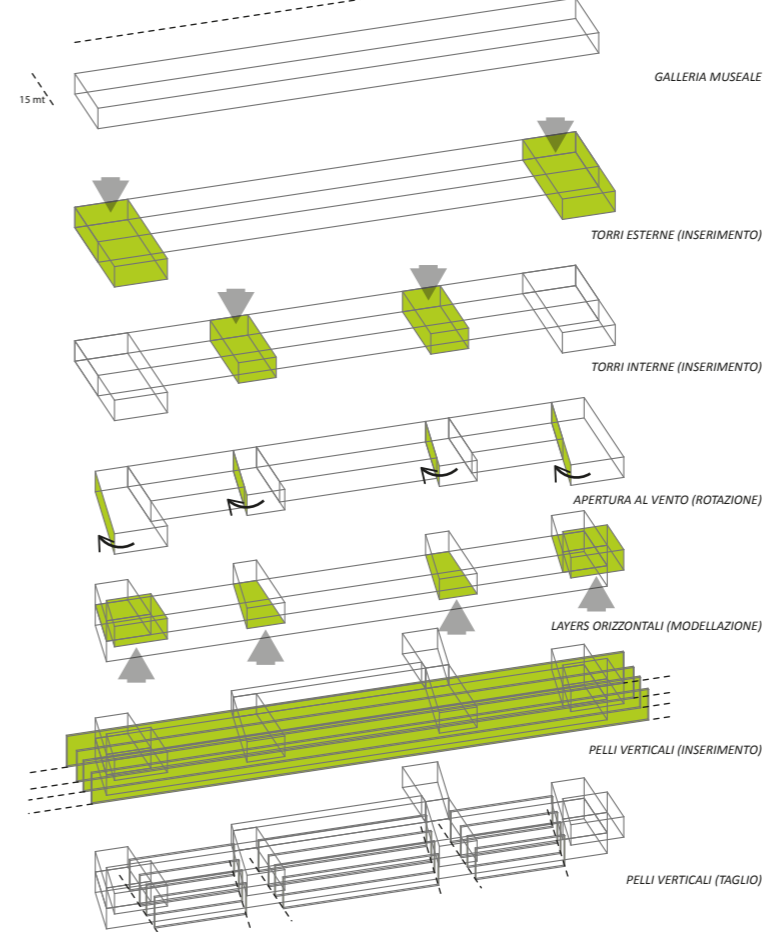 GALLERIA MUSEALE
15 mt
TORRI ESTERNE (INSERIMENTO)
TORRI INTERNE (INSERIMENTO)
APERTURA AL VENTO (ROTAZIONE)
LAYERS ORIZZONTALI (MODELLAZIONE)
PELLI VERTICALI (INSERIMENTO)
PELLI VERTICALI (TAGLIO)